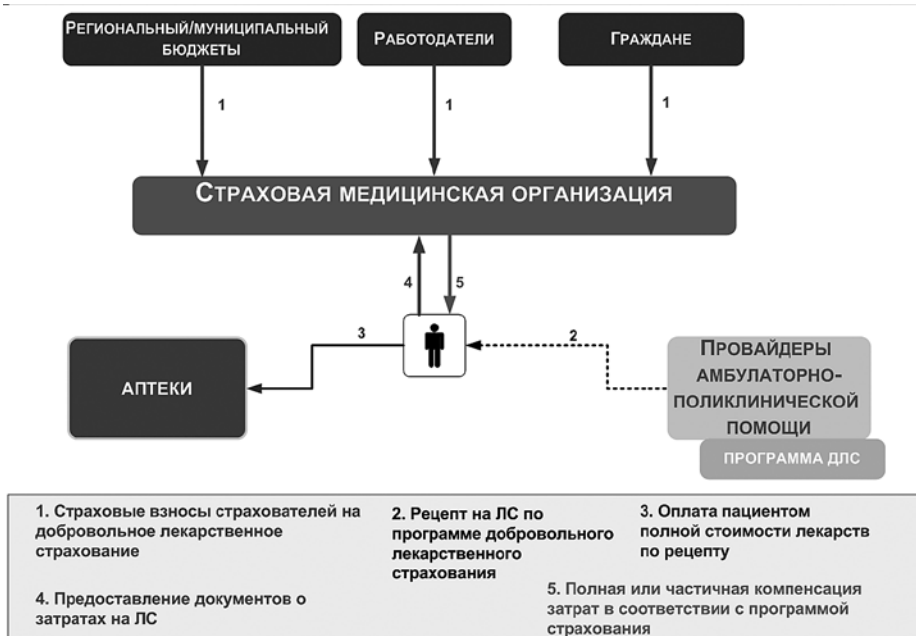 РЕГИОНАЛЬНЫЙ/МУНИЦИПАЛЬНЫЙ
БЮДЖЕТЫ
РАБОТОДАТЕЛИ
ГРАЖДАНЕ
1
1
1
СТРАХОВАЯ МЕДИЦИНСКАЯ ОРГАНИЗАЦИЯ
4
5
3
2
АПТЕКИ
ПРОВАЙДЕРЫ
АМБУЛАТОРНО-
ПОЛИКЛИНИЧЕСКОЙ
ПОМОЩИ
ПРОГРАММА ДЛС
1. Страховые взносы страхователей на
добровольное лекарственное
страхование
2. Рецепт на ЛС по
программе добровольного
лекарственного
страхования
3. Оплата пациентом
полной стоимости лекарств
по рецепту
4. Предоставление документов о
затратах на ЛС
5. Полная или частичная компенсация
затрат в соответствии с программой
страхования